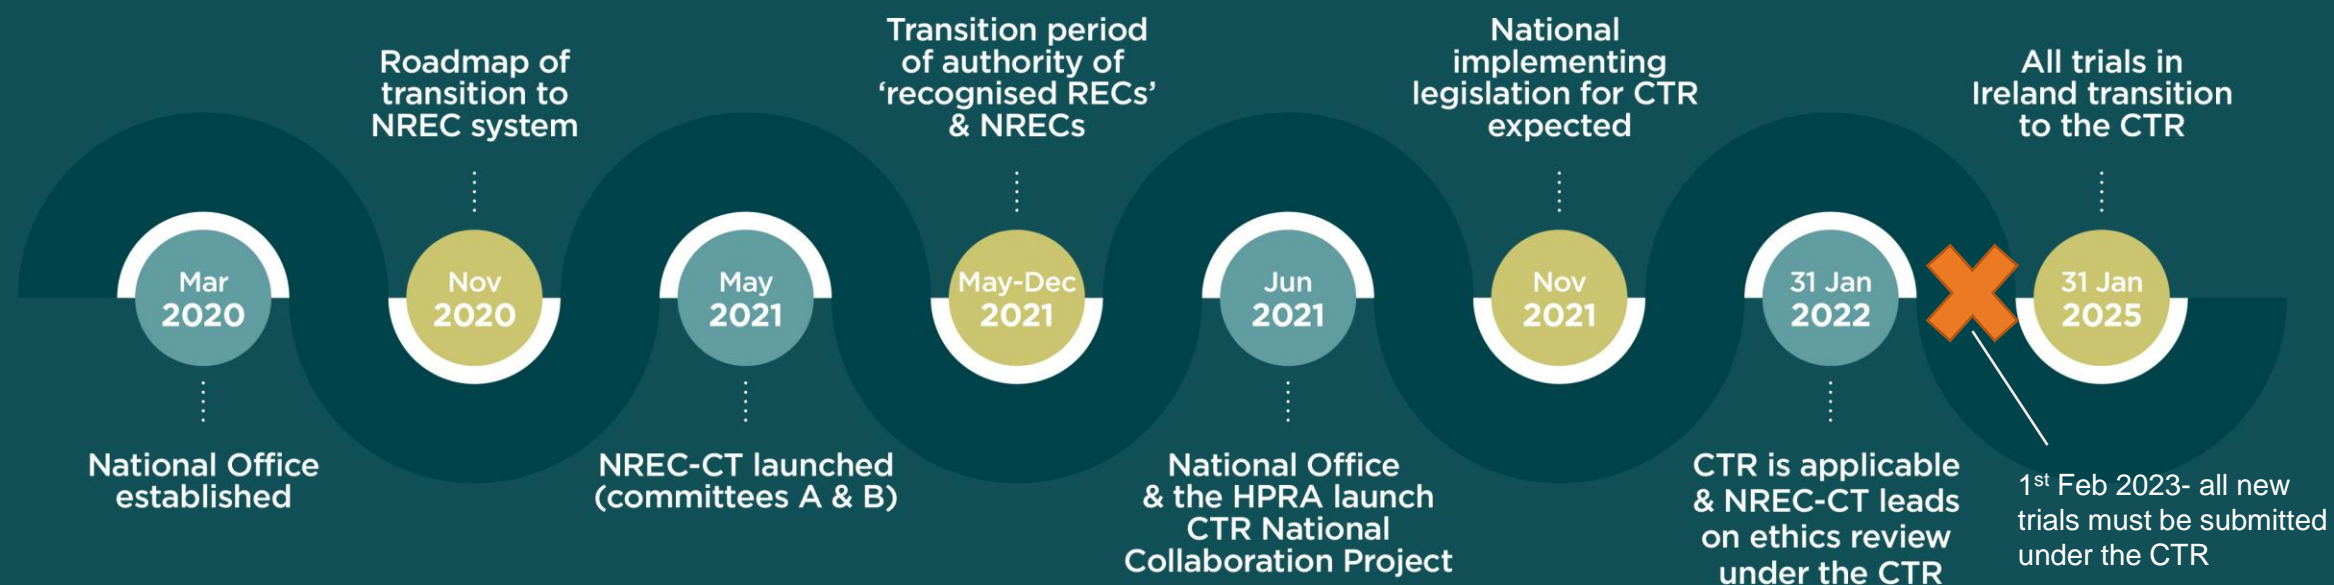 Mar
2020
National Office
established
Roadmap of
transition to
NREC system
Nov
2020
May
2021
NREC-CT launched
(committees A & B)
Transition period
of authority of
‘recognised RECs’
& NRECs
May-Dec
2021
Jun
2021
National Office
& the HPRA launch
CTR National
Collaboration Project
National
implementing
legislation for CTR
expected
Nov
2021
31 Jan
2022
CTR is applicable
& NREC-CT leads
on ethics review
under the CTR
1st Feb 2023- all new
trials must be submitted
under the CTR
All trials in
Ireland transition
to the CTR
31 Jan
2025